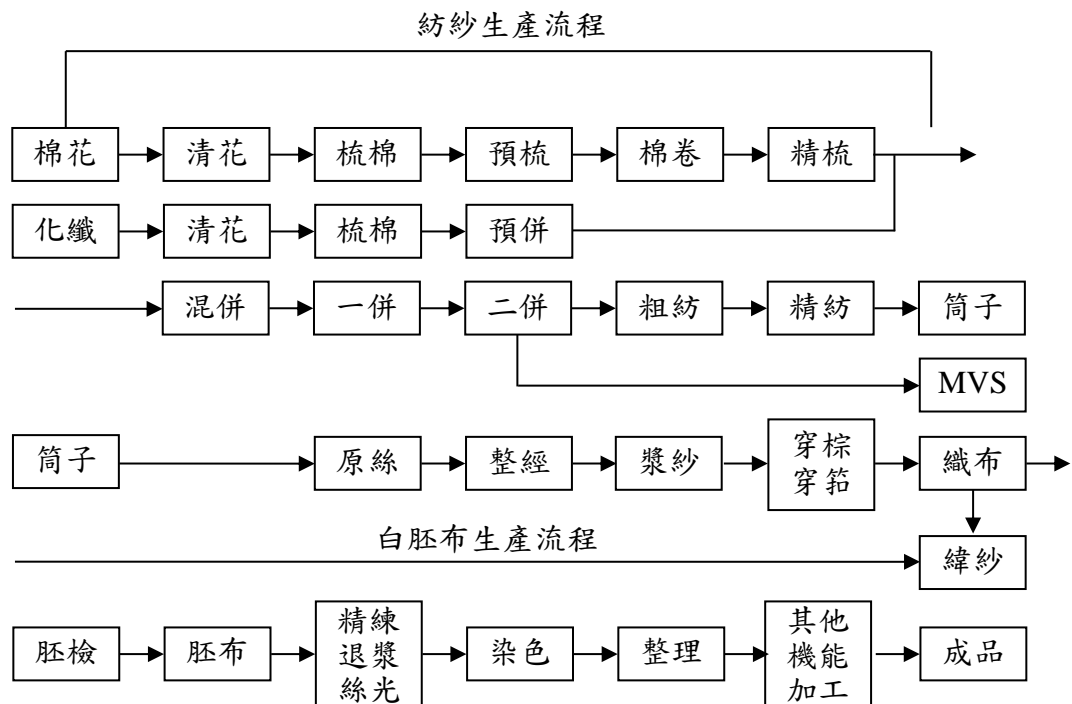 紡紗生產流程
棉花 清花 梳棉 預梳 棉卷 精梳
化纖 清花 梳棉 預併
混併 一併 二併 粗紡 精紡 筒子
MVS
筒子 原絲 整經 漿紗 穿棕 織布
穿筘
白胚布生產流程
緯紗
胚檢 胚布 精練 染色 整理 其他 成品
退漿 機能
絲光 加工